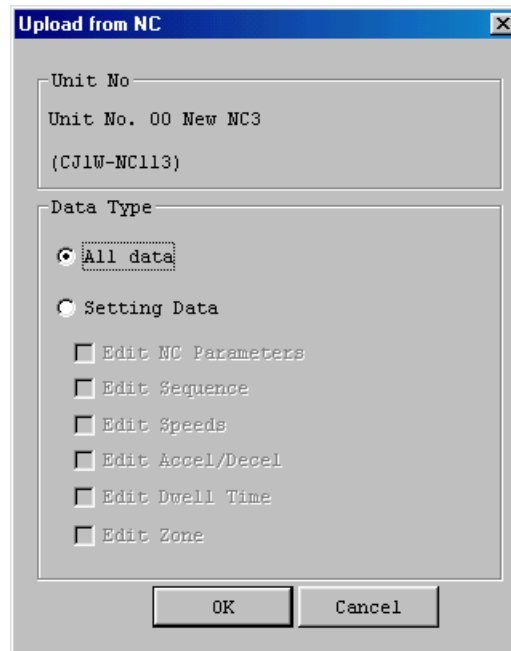 Upload from NC
Unit No
Unit No. 00 New NC3
(CJ1W-NC113)
Data Type
All data
Setting Data
Edit NC Parameters
Edit Sequence
Edit Speeds
Edit Accel/Decel
Edit Dwell Time
Edit Zone
OK Cancel